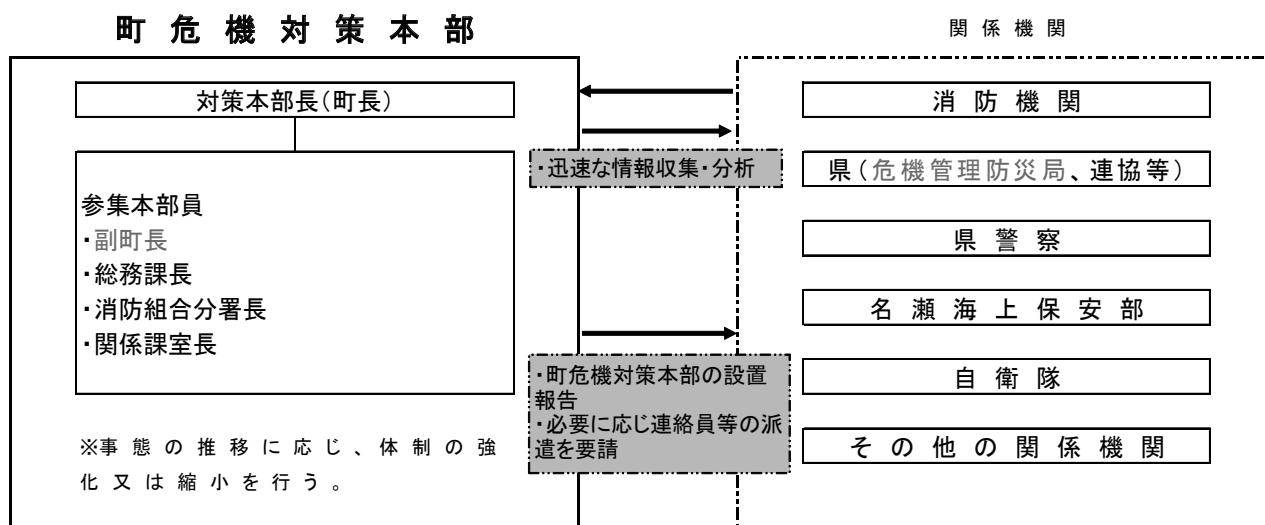 町危機対策本部
対策本部長(町長)
参集本部員
・副町長
・総務課長
・消防組合分署長
・関係課室長
※事態の推移に応じ、体制の強
化又は縮小を行う。
・迅速な情報収集・分析
・町危機対策本部の設置
報告
・必要に応じ連絡員等の派
遣を要請
関係機関
消防機関
県(危機管理防災局、連協等)
県警察
名瀬海上保安部
自衛隊
その他の関係機関